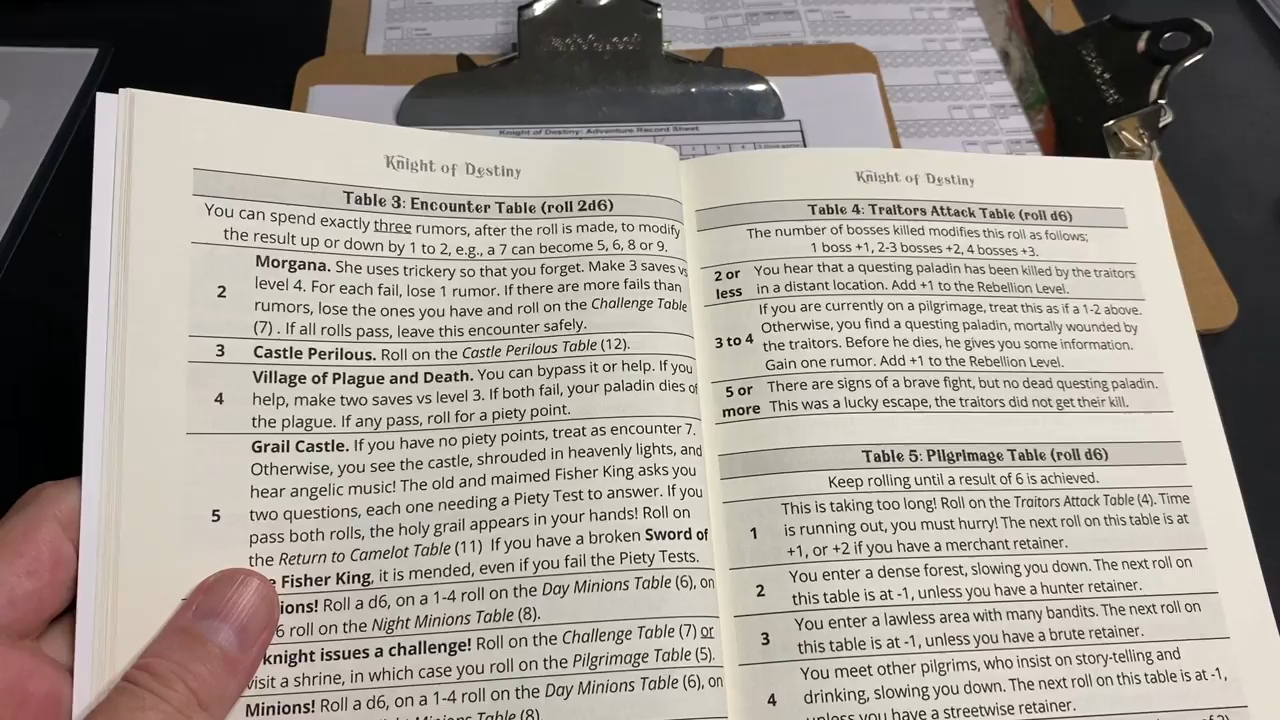 Knight of Destiny: Adventure Record Sheet
Knight of Destiny
Table 3: Encounter Table (roll 2d6)
You can spend exactly three rumors, after the roll is made, to modify
the result up or down by 1 to 2, e.g., a 7 can become 5, 6, 8 or 9.
2
Morgana. She uses trickery so that you forget. Make 3 saves vs
level 4. For each fail, lose 1 rumor. If there are more fails than
rumors, lose the ones you have and roll on the Challenge Table
(7) . If all rolls pass, leave this encounter safely.
3 Castle Perilous. Roll on the Castle Perilous Table (12).
4
Village of Plague and Death. You can bypass it or help. If you
help, make two saves vs level 3. If both fail, your paladin dies of
the plague. If any pass, roll for a piety point.
5
Grail Castle. If you have no piety points, treat as encounter 7.
Otherwise, you see the castle, shrouded in heavenly lights, and
hear angelic music! The old and maimed Fisher King asks you
two questions, each one needing a Piety Test to answer. If you
pass both rolls, the holy grail appears in your hands! Roll on
the Return to Camelot Table (11) If you have a broken Sword of
Fisher King, it is mended, even if you fail the Piety Tests.
Roll a d6, on a 1-4 roll on the Day Minions Table (6), on
6 roll on the Night Minions Table (8).
knight issues a challenge! Roll on the Challenge Table (7) or
visit a shrine, in which case you roll on the Pilgrimage Table (5).
Minions! Roll a d6, on a 1-4 roll on the Day Minions Table (6), on
Minions Table (8).
Knight of Destiny
Table 4: Traitors Attack Table (roll d6)
The number of bosses killed modifies this roll as follows;
1 boss +1, 2-3 bosses +2, 4 bosses +3.
2 or
less
You hear that a questing paladin has been killed by the traitors
in a distant location. Add +1 to the Rebellion Level.
3 to 4
If you are currently on a pilgrimage, treat this as if a 1-2 above.
Otherwise, you find a questing paladin, mortally wounded by
the traitors. Before he dies, he gives you some information.
Gain one rumor. Add +1 to the Rebellion Level.
5 or
more
There are signs of a brave fight, but no dead questing paladin.
This was a lucky escape, the traitors did not get their kill.
Table 5: Pilgrimage Table (roll d6)
Keep rolling until a result of 6 is achieved.
1
This is taking too long! Roll on the Traitors Attack Table (4). Time
is running out, you must hurry! The next roll on this table is at
+1, or +2 if you have a merchant retainer.
2
You enter a dense forest, slowing you down. The next roll on
this table is at -1, unless you have a hunter retainer.
3
You enter a lawless area with many bandits. The next roll on
this table is at -1, unless you have a brute retainer.
4
You meet other pilgrims, who insist on story-telling and
drinking, slowing you down. The next roll on this table is at -1,
unless you have a streetwise retainer.